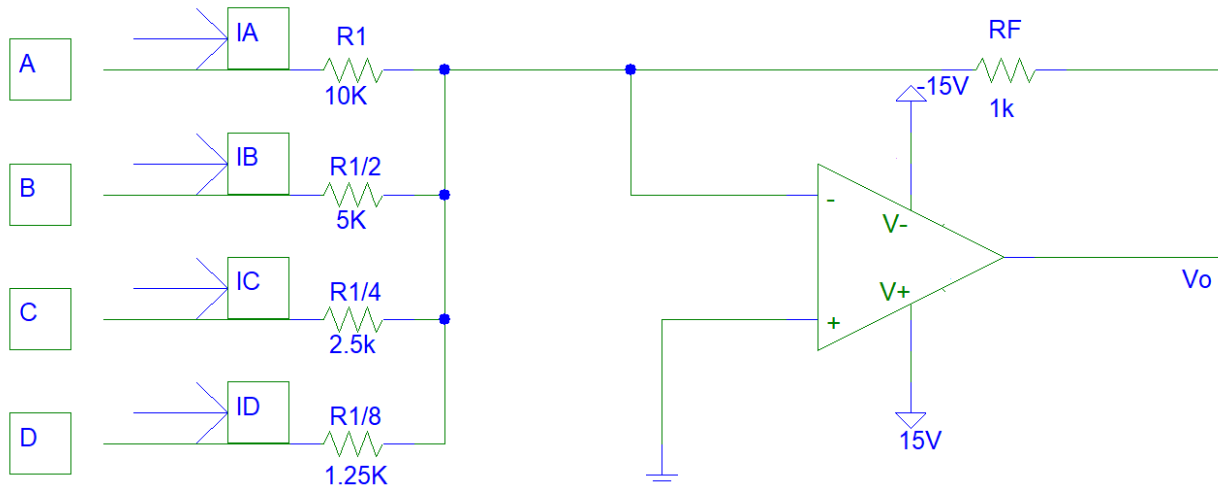 A
IA
R1
10K
B
IB
R1/2
5K
C
IC
R1/4
2.5k
D
ID
R1/8
1.25K
RF
1k
-15V
-
V-
V+
+
15V
Vo